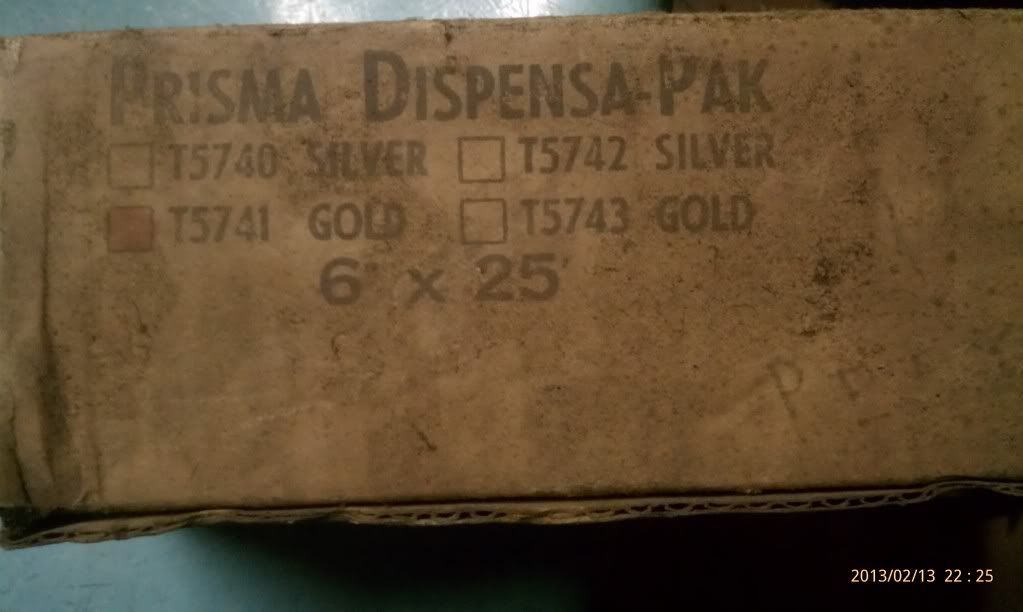 PRISMA DISPENSA-PAK
T5740 SILVER T5742 SILVER
T5741 GOLD T5743 GOLD
6" x 25'
2013/02/13 22:25